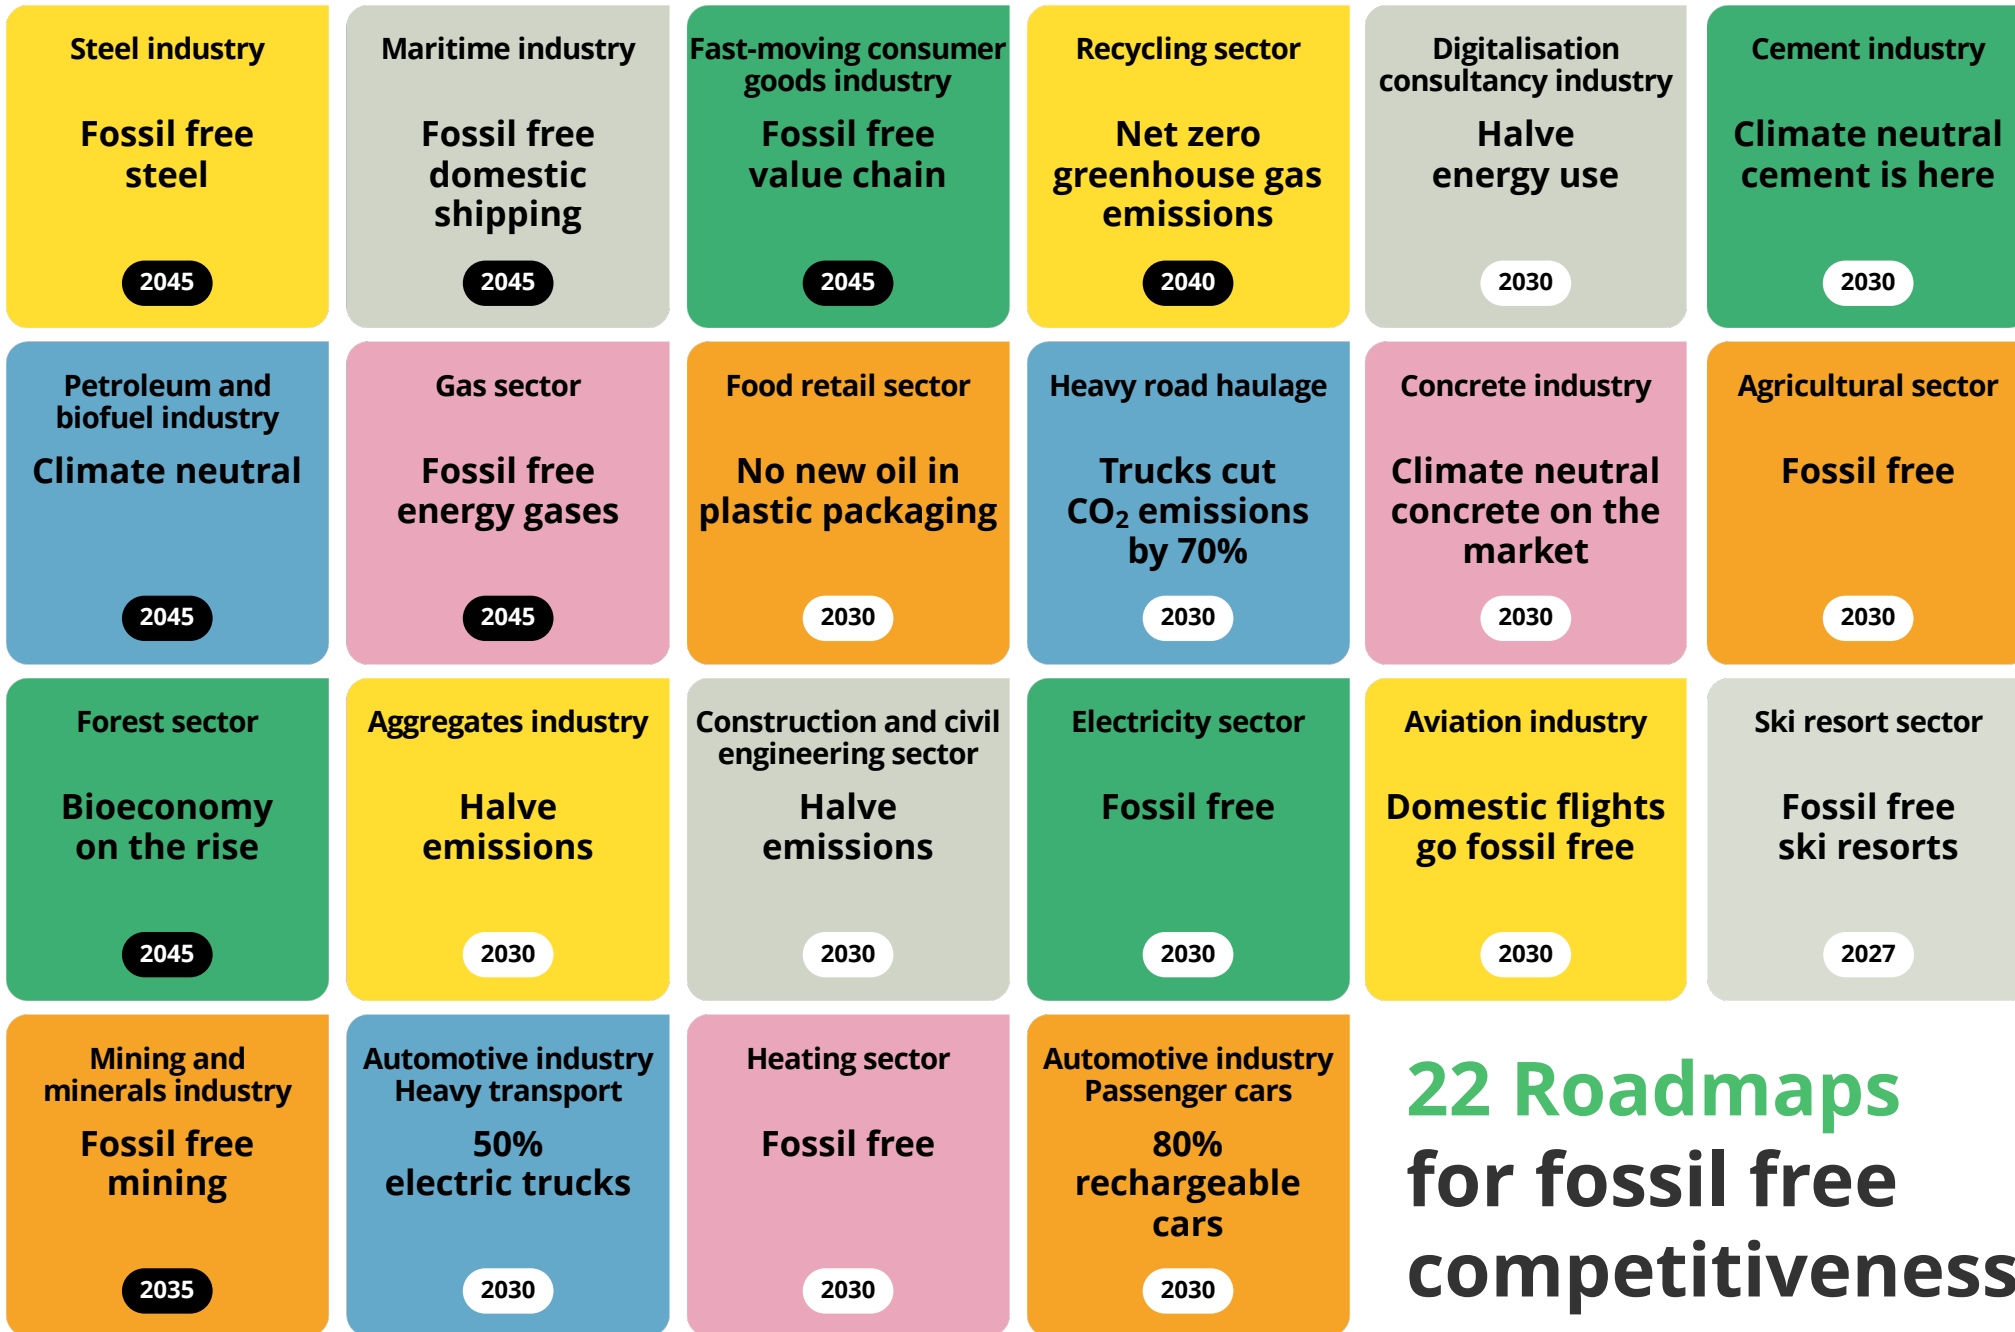 Steel industry
Fossil free
steel
2045
Maritime industry
Fossil free
domestic
shipping
2045
Fast-moving consumer
goods industry
Fossil free
value chain
2045
Recycling sector
Net zero
greenhouse gas
emissions
2040
Digitalisation
consultancy industry
Halve
energy use
2030
Cement industry
Climate neutral
cement is here
2030
Petroleum and
biofuel industry
Climate neutral
2045
Gas sector
Fossil free
energy gases
2045
Food retail sector
No new oil in
plastic packaging
2030
Heavy road haulage
Trucks cut
CO₂ emissions
by 70%
2030
Concrete industry
Climate neutral
concrete on the
market
2030
Agricultural sector
Fossil free
2030
Forest sector
Bioeconomy
on the rise
2045
Aggregates industry
Halve
emissions
2030
Construction and civil
engineering sector
Halve
emissions
2030
Electricity sector
Fossil free
2030
Aviation industry
Domestic flights
go fossil free
2030
Ski resort sector
Fossil free
ski resorts
2027
Mining and
minerals industry
Fossil free
mining
2035
Automotive industry
Heavy transport
50%
electric trucks
2030
Heating sector
Fossil free
2030
Automotive industry
Passenger cars
80%
rechargeable
cars
2030
22 Roadmaps
for fossil free
competitiveness